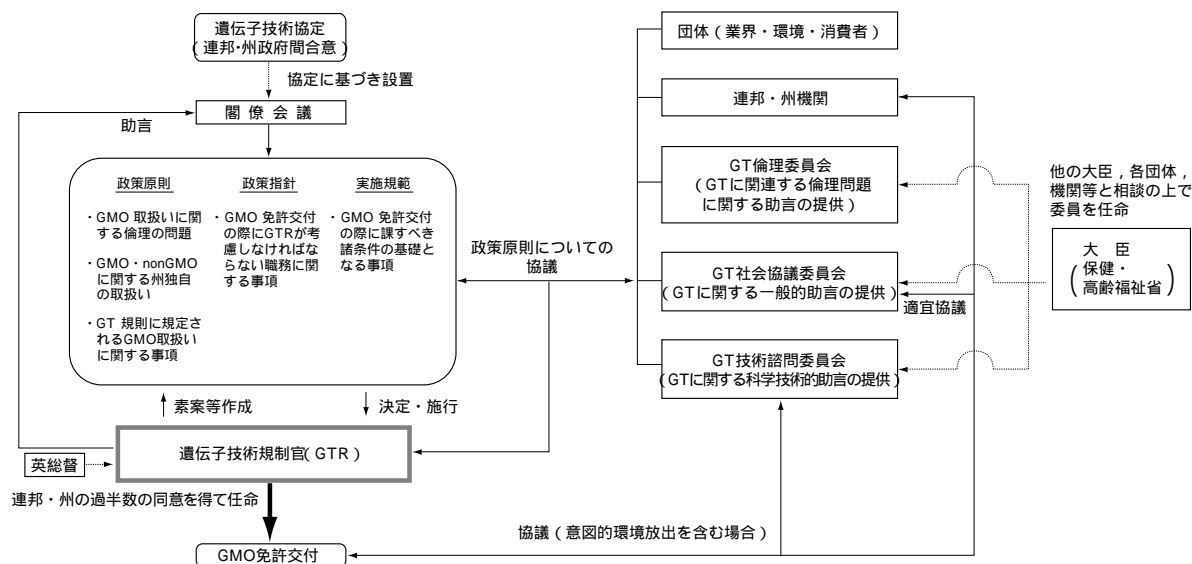 遺伝子技術協定
（連邦・州政府間合意）
協定に基づき設置
閣僚会議
助言
政策原則
・GMO 取扱いに関
する倫理の問題
・GMO・nonGMO
に関する州独自
の取扱い
・GT 規則に規定さ
れるGMO取扱い
に関する事項
政策指針
・GMO 免許交付
の際にGTRが考
慮しなければな
らない職務に関
する事項
実施規範
・GMO 免許交付
の際に課すべき
諸条件の基礎と
なる事項
素案等作成
決定・施行
遺伝子技術規制官（GTR）
英総督
連邦・州の過半数の同意を得て任命
GMO免許交付
政策原則についての
協議
協議（意図的環境放出を含む場合）
団体（業界・環境・消費者）
連邦・州機関
GT倫理委員会
（GTに関連する倫理問題
に関する助言の提供）
GT社会協議委員会
（GTに関する一般的助言の提供）
適宜協議
GT技術諮問委員会
（GTに関する科学技術的助言の提供）
他の大臣，各団体，
機関等と相談の上で
委員を任命
大　臣
（保健・
高齢福祉省）